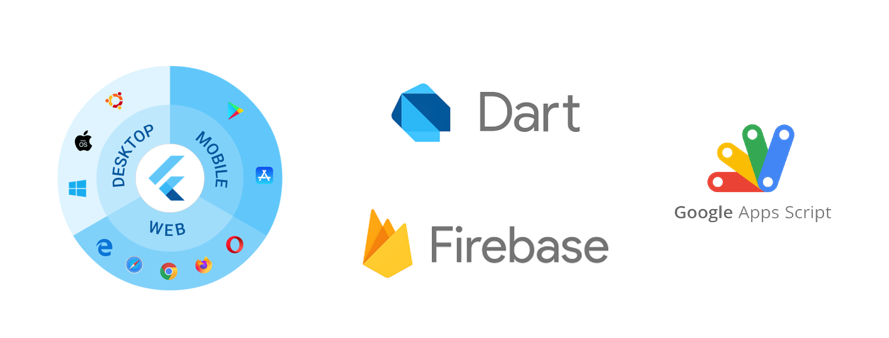 DESKTOP
MOBILE
WEB
Dart
Firebase
Google Apps Script